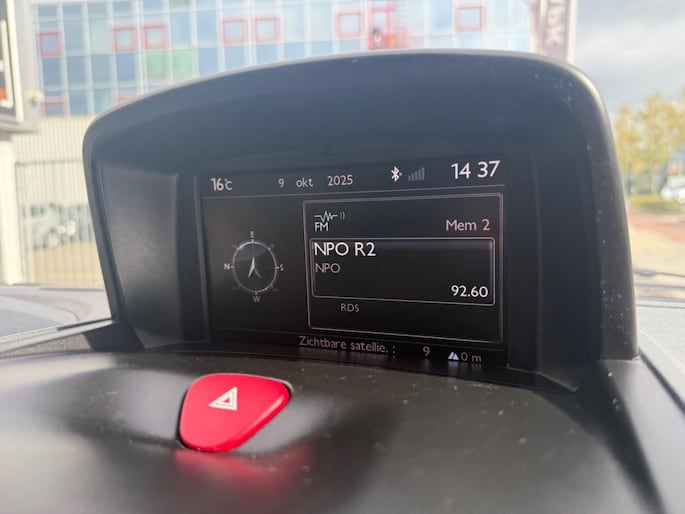 16°C 9 okt 2025 14 37
FM Mem 2
NPO R2
NPO
92.60
RDS
E
N S
W
Zichtbare satellie. : 9 0 m